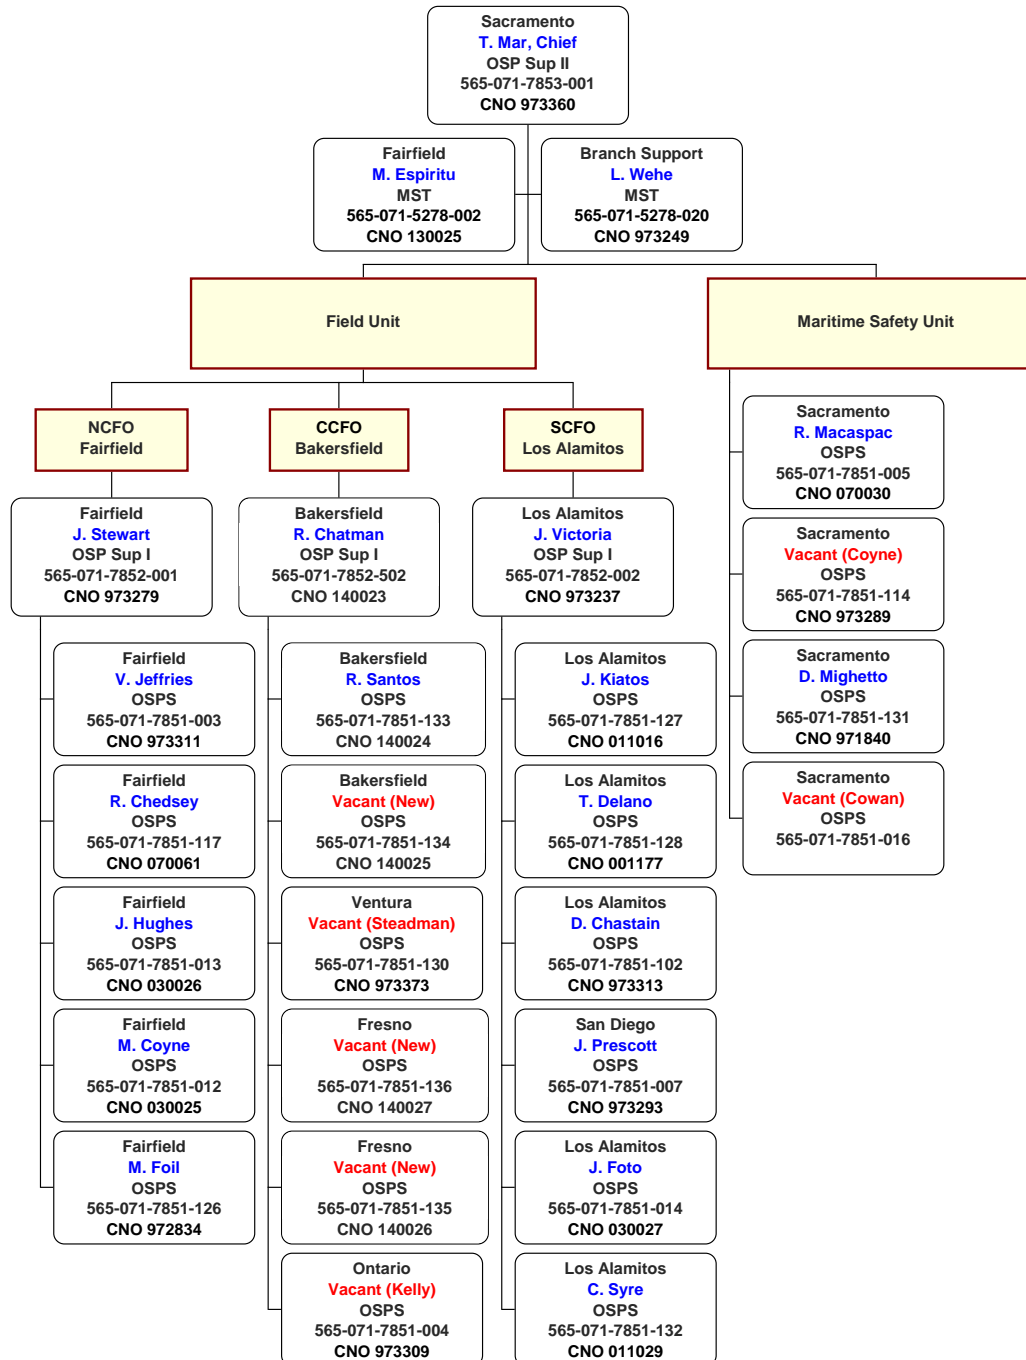 Sacramento
T. Mar, Chief
OSP Sup II
565-071-7853-001
CNO 973360
Fairfield
M. Espiritu
MST
565-071-5278-002
CNO 130025
Branch Support
L. Wehe
MST
565-071-5278-020
CNO 973249
Field Unit
Maritime Safety Unit
NCFO
Fairfield
CCFO
Bakersfield
SCFO
Los Alamitos
Fairfield
J. Stewart
OSP Sup I
565-071-7852-001
CNO 973279
Fairfield
V. Jeffries
OSPS
565-071-7851-003
CNO 973311
Fairfield
R. Chedsey
OSPS
565-071-7851-117
CNO 070061
Fairfield
J. Hughes
OSPS
565-071-7851-013
CNO 030026
Fairfield
M. Coyne
OSPS
565-071-7851-012
CNO 030025
Fairfield
M. Foil
OSPS
565-071-7851-126
CNO 972834
Bakersfield
R. Chatman
OSP Sup I
565-071-7852-502
CNO 140023
Bakersfield
R. Santos
OSPS
565-071-7851-133
CNO 140024
Bakersfield
Vacant (New)
OSPS
565-071-7851-134
CNO 140025
Ventura
Vacant (Steadman)
OSPS
565-071-7851-130
CNO 973373
Fresno
Vacant (New)
OSPS
565-071-7851-136
CNO 140027
Fresno
Vacant (New)
OSPS
565-071-7851-135
CNO 140026
Ontario
Vacant (Kelly)
OSPS
565-071-7851-004
CNO 973309
Los Alamitos
J. Victoria
OSP Sup I
565-071-7852-002
CNO 973237
Los Alamitos
J. Kiatos
OSPS
565-071-7851-127
CNO 011016
Los Alamitos
T. Delano
OSPS
565-071-7851-128
CNO 001177
Los Alamitos
D. Chastain
OSPS
565-071-7851-102
CNO 973313
San Diego
J. Prescott
OSPS
565-071-7851-007
CNO 973293
Los Alamitos
J. Foto
OSPS
565-071-7851-014
CNO 030027
Los Alamitos
C. Syre
OSPS
565-071-7851-132
CNO 011029
Sacramento
R. Macaspac
OSPS
565-071-7851-005
CNO 070030
Sacramento
Vacant (Coyne)
OSPS
565-071-7851-114
CNO 973289
Sacramento
D. Mighetto
OSPS
565-071-7851-131
CNO 971840
Sacramento
Vacant (Cowan)
OSPS
565-071-7851-016